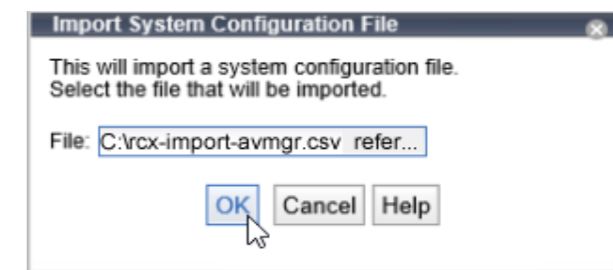 Import System Configuration File
This will import a system configuration file.
Select the file that will be imported.
File: C:\rcx-import-avmgr.csv refer...
OK Cancel Help